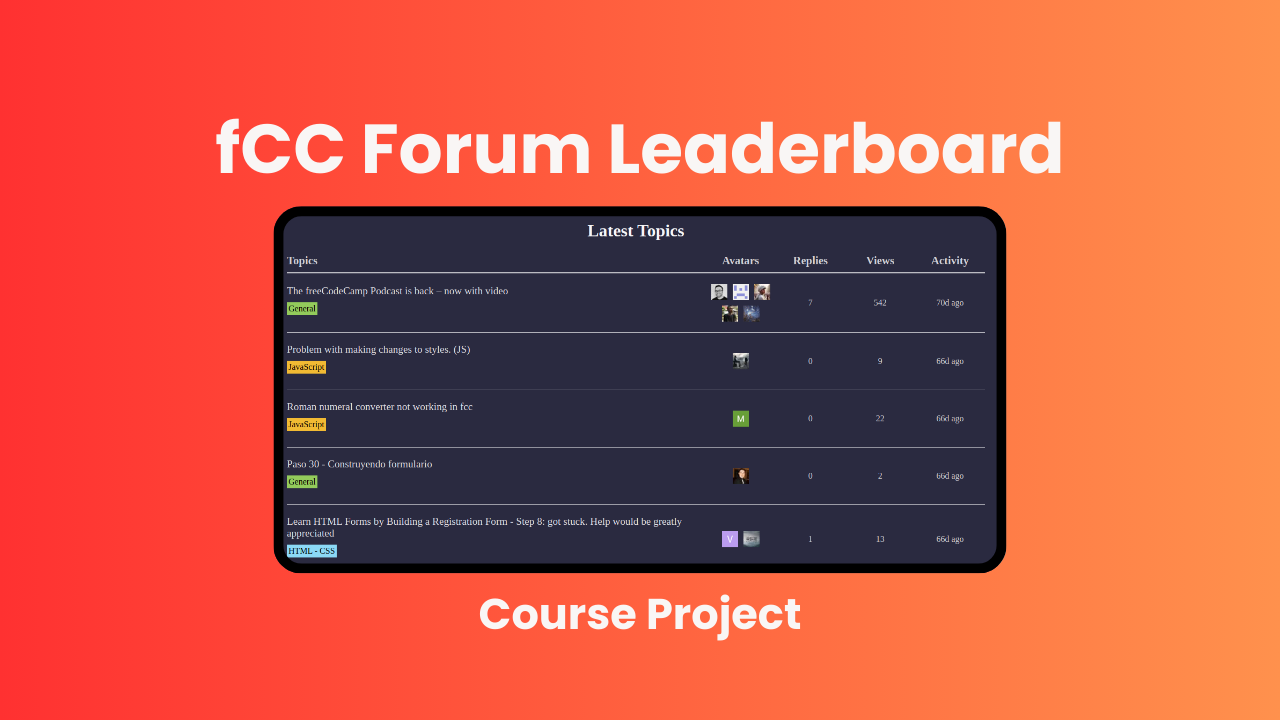 fCC Forum Leaderboard
Latest Topics
Topics Avatars Replies Views Activity
The freeCodeCamp Podcast is back – now with video
General
7 542 70d ago
Problem with making changes to styles. (JS)
JavaScript
0 9 66d ago
Roman numeral converter not working in fcc
JavaScript
M 0 22 66d ago
Paso 30 - Construyendo formulario
General
0 2 66d ago
Learn HTML Forms by Building a Registration Form - Step 8: got stuck. Help would be greatly
appreciated
HTML - CSS
V 1 13 66d ago
Course Project